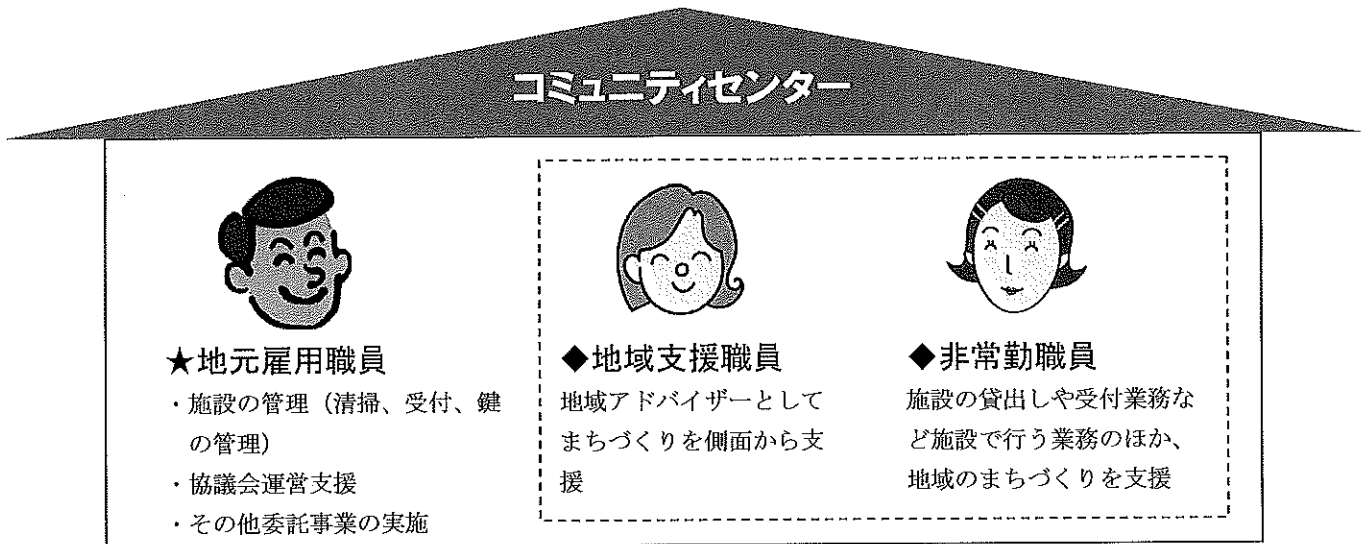 コミュニティセンター
★地元雇用職員
・施設の管理（清掃、受付、鍵
の管理）
・協議会運営支援
・その他委託事業の実施
◆地域支援職員
地域アドバイザーとして
まちづくりを側面から支
援
◆非常勤職員
施設の貸出しや受付業務な
ど施設で行う業務のほか、
地域のまちづくりを支援